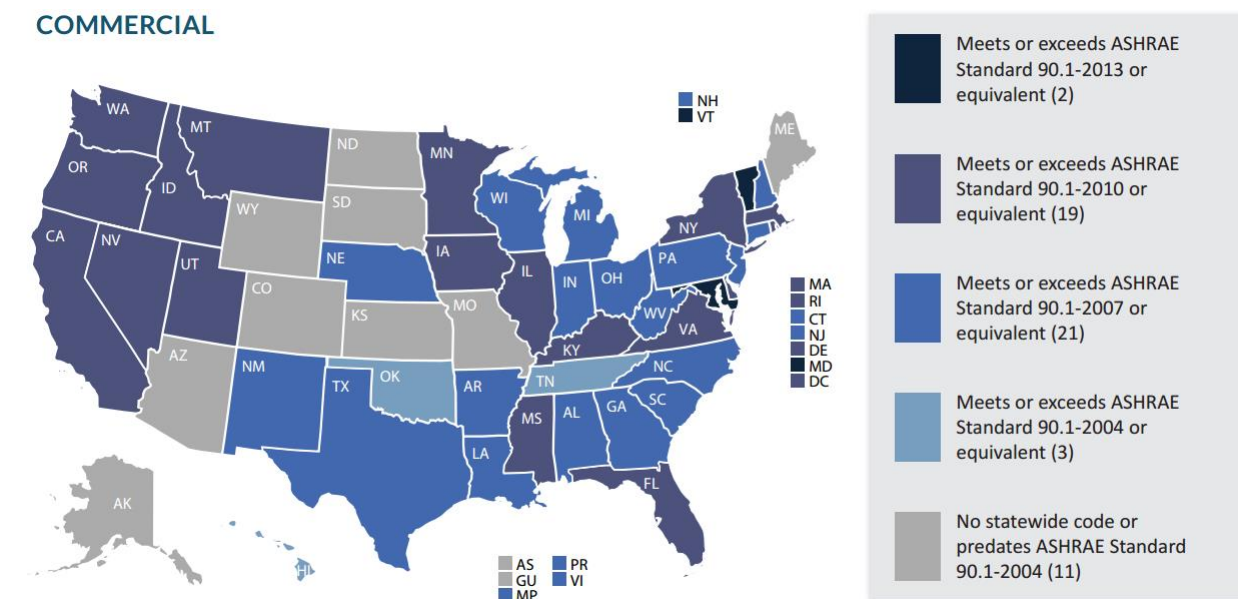 COMMERCIAL
WA
MT
ND
MN
OR
ID
SD
WI
MI
NY
ME
NH
VT
WY
CA
NV
UT
NE
IA
IL
IN
OH
PA
CO
KS
MO
WV
VA
KY
MA
RI
CT
NJ
DE
MD
DC
AZ
NM
TX
OK
AR
TN
NC
SC
MS
AL
GA
LA
FL
AK
HI
AS
GU
MP
PR
VI
Meets or exceeds ASHRAE
Standard 90.1-2013 or
equivalent (2)
Meets or exceeds ASHRAE
Standard 90.1-2010 or
equivalent (19)
Meets or exceeds ASHRAE
Standard 90.1-2007 or
equivalent (21)
Meets or exceeds ASHRAE
Standard 90.1-2004 or
equivalent (3)
No statewide code or
predates ASHRAE Standard
90.1-2004 (11)